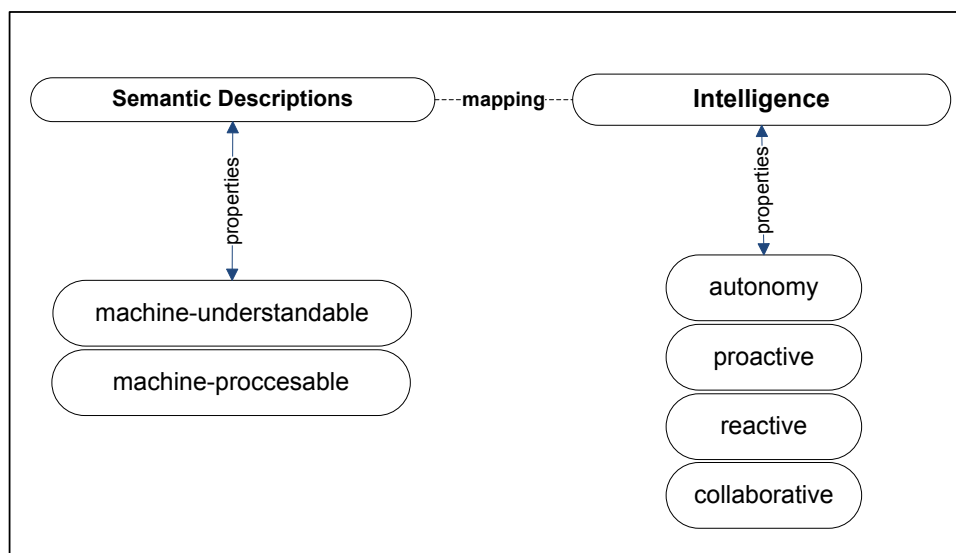 Semantic Descriptions
mapping
Intelligence
properties
properties
machine-understandable
machine-proccesable
autonomy
proactive
reactive
collaborative